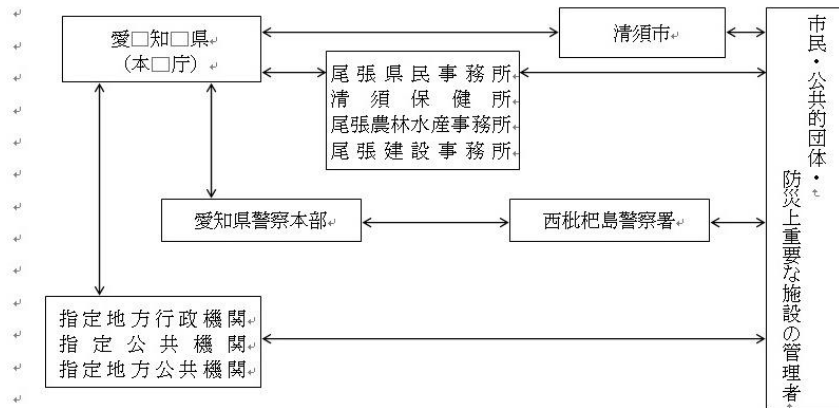 愛□知□県
(本□庁)
清須市
尾張県民事務所
清須保健所
尾張農林水産事務所
尾張建設事務所
愛知県警察本部
西枇杷島警察署
指定地方行政機関
指定公共機関
指定地方公共機関
市民・公共的団体・
防災上重要な施設の管理者